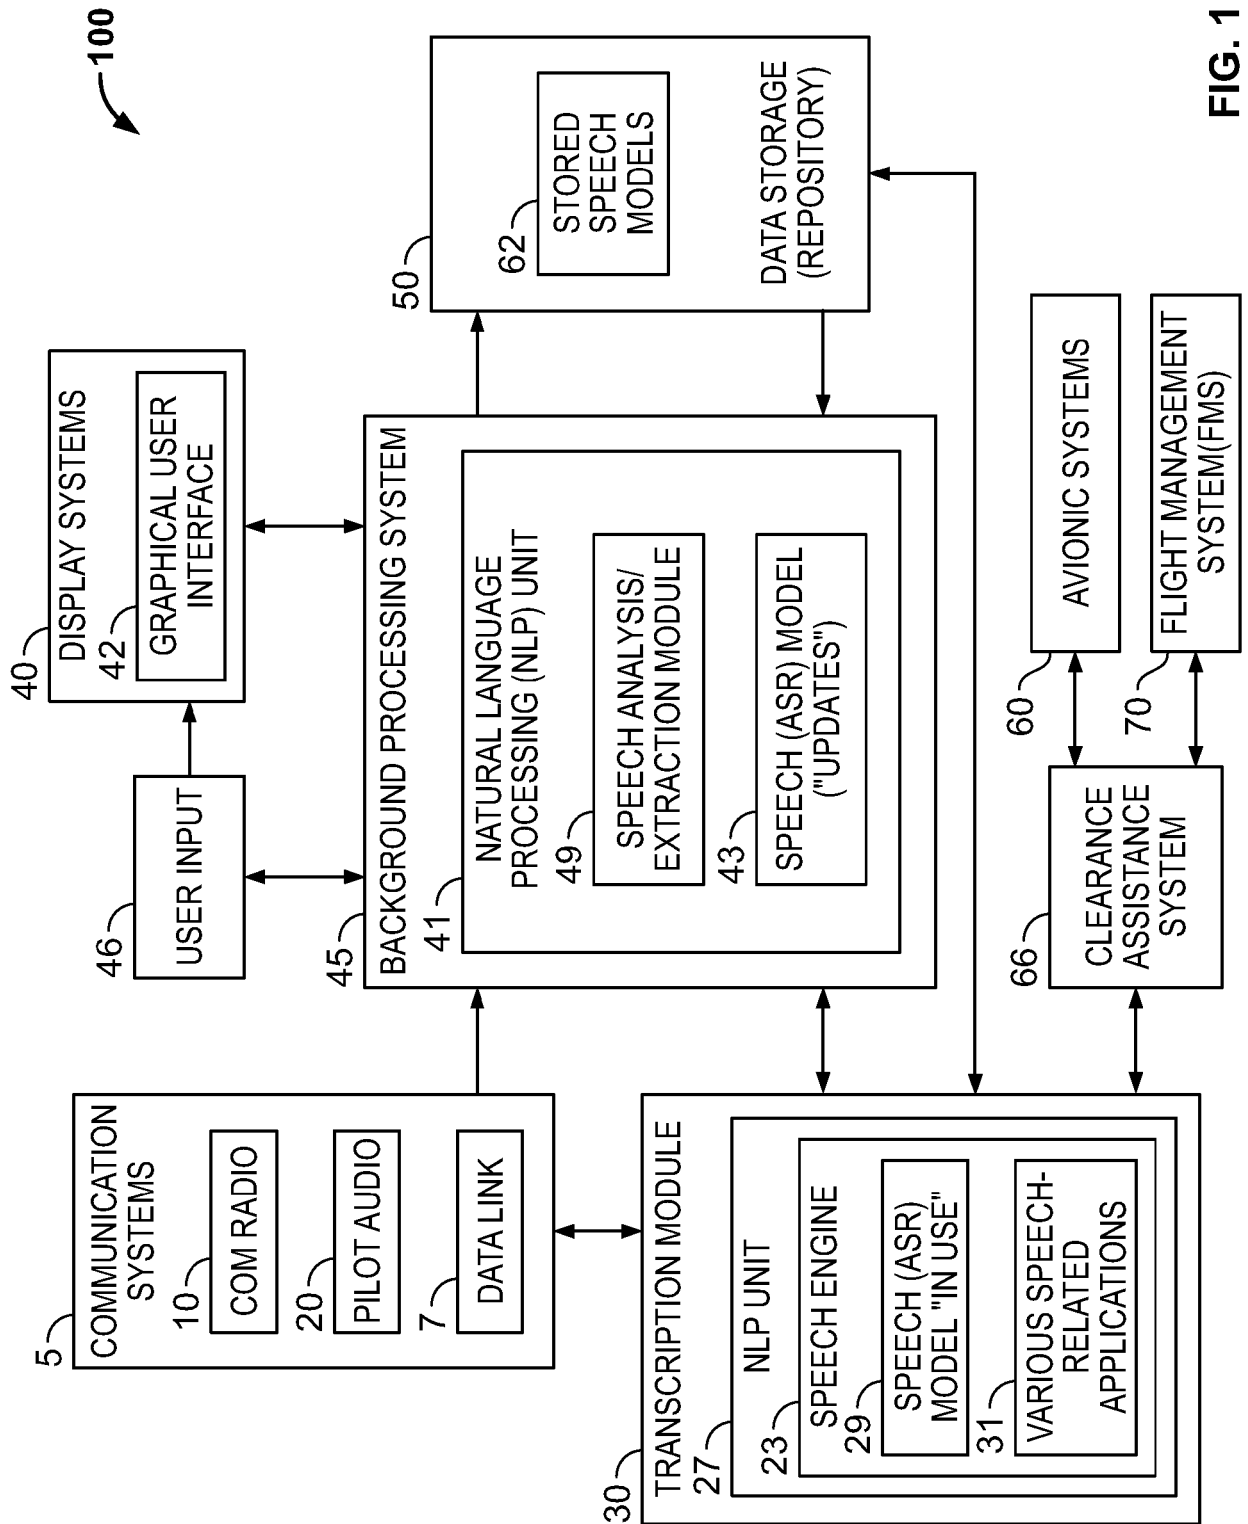 100
5
COMMUNICATION
SYSTEMS
10
COM RADIO
20
PILOT AUDIO
7
DATA LINK
46
USER INPUT
40
DISPLAY SYSTEMS
42
GRAPHICAL USER
INTERFACE
45
BACKGROUND PROCESSING SYSTEM
41
NATURAL LANGUAGE
PROCESSING (NLP) UNIT
49
SPEECH ANALYSIS/
EXTRACTION MODULE
43
SPEECH (ASR) MODEL
("UPDATES")
50
62
STORED
SPEECH
MODELS
DATA STORAGE
(REPOSITORY)
30
TRANSCRIPTION MODULE
27
NLP UNIT
23
SPEECH ENGINE
29
SPEECH (ASR)
MODEL "IN USE"
31
VARIOUS SPEECH-
RELATED
APPLICATIONS
66
CLEARANCE
ASSISTANCE
SYSTEM
60
AVIONIC SYSTEMS
70
FLIGHT MANAGEMENT
SYSTEM(FMS)
FIG. 1